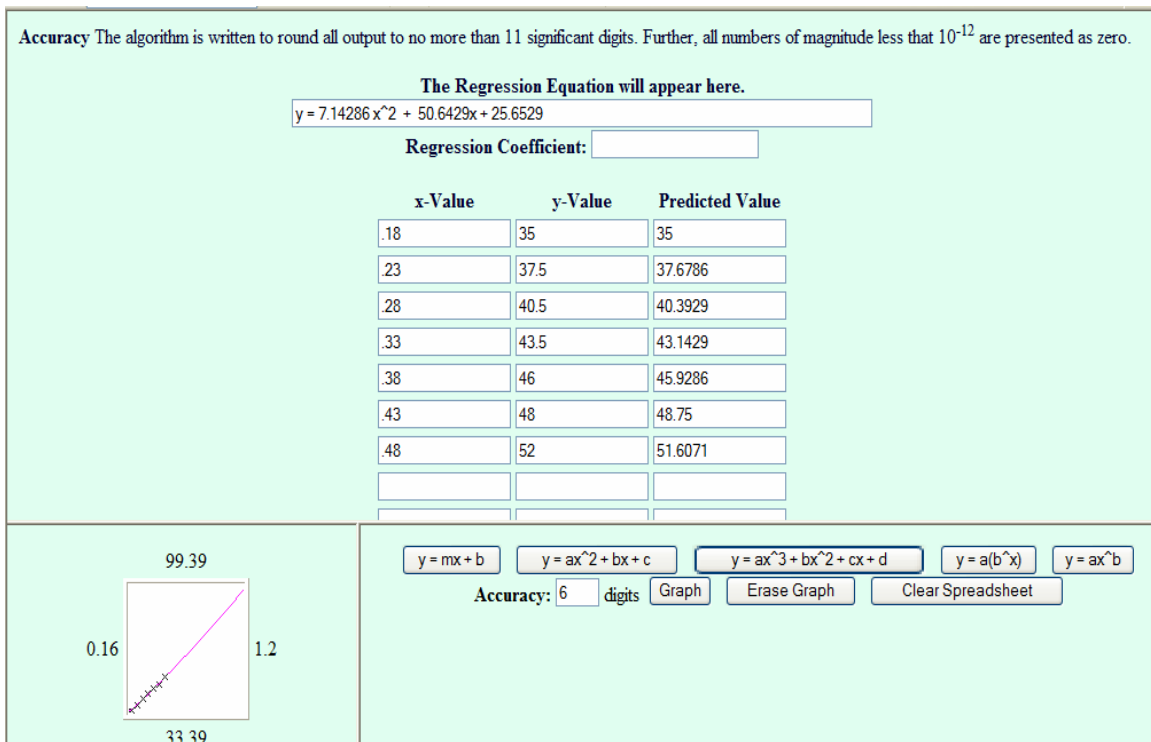 Accuracy The algorithm is written to round all output to no more than 11 significant digits. Further, all numbers of magnitude less that 10^-12 are presented as zero.
The Regression Equation will appear here.
y = 7.14286 x^2 + 50.6429x + 25.6529
Regression Coefficient:
x-Value y-Value Predicted Value
.18 35 35
.23 37.5 37.6786
.28 40.5 40.3929
.33 43.5 43.1429
.38 46 45.9286
.43 48 48.75
.48 52 51.6071
99.39
0.16 1.2
33.39
y = mx + b y = ax^2 + bx + c y = ax^3 + bx^2 + cx + d y = a(b^x) y = ax^b
Accuracy: 6 digits Graph Erase Graph Clear Spreadsheet